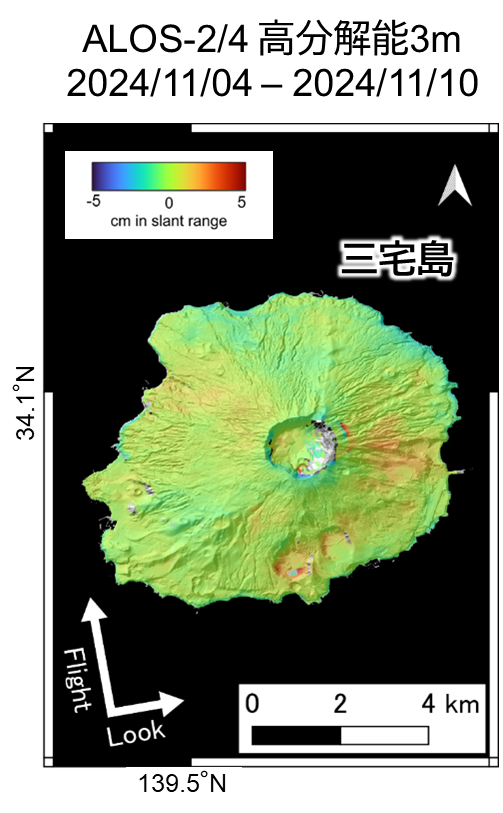 ALOS-2/4 高分解能3m
2024/11/04 – 2024/11/10
-5 0 5
cm in slant range
三宅島
34.1°N
Flight
Look
0 2 4 km
139.5°N